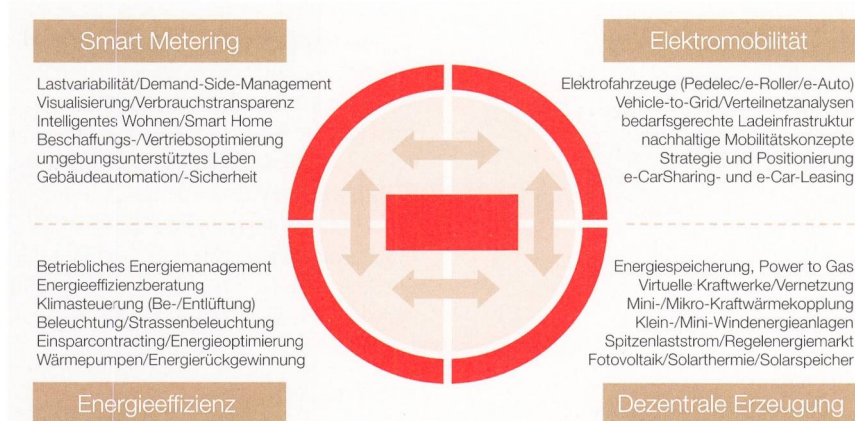 Smart Metering
Lastvariabilität/Demand-Side-Management
Visualisierung/Verbrauchstransparenz
Intelligentes Wohnen/Smart Home
Beschaffungs-/Vertriebsoptimierung
umgebungsunterstütztes Leben
Gebäudeautomation/-Sicherheit
Elektromobilität
Elektrofahrzeuge (Pedelec/e-Roller/e-Auto)
Vehicle-to-Grid/Verteilnetzanalysen
bedarfsgerechte Ladeinfrastruktur
nachhaltige Mobilitätskonzepte
Strategie und Positionierung
e-CarSharing- und e-Car-Leasing
Betriebliches Energiemanagement
Energieeffizienzberatung
Klimasteuerung (Be-/Entlüftung)
Beleuchtung/Strassenbeleuchtung
Einsparcontracting/Energieoptimierung
Wärmepumpen/Energierückgewinnung
Energieeffizienz
Energiespeicherung, Power to Gas
Virtuelle Kraftwerke/Vernetzung
Mini-/Mikro-Kraftwärmekopplung
Klein-/Mini-Windenergieanlagen
Spitzenlaststrom/Regelenergiemarkt
Fotovoltaik/Solarthermie/Solarspeicher
Dezentrale Erzeugung